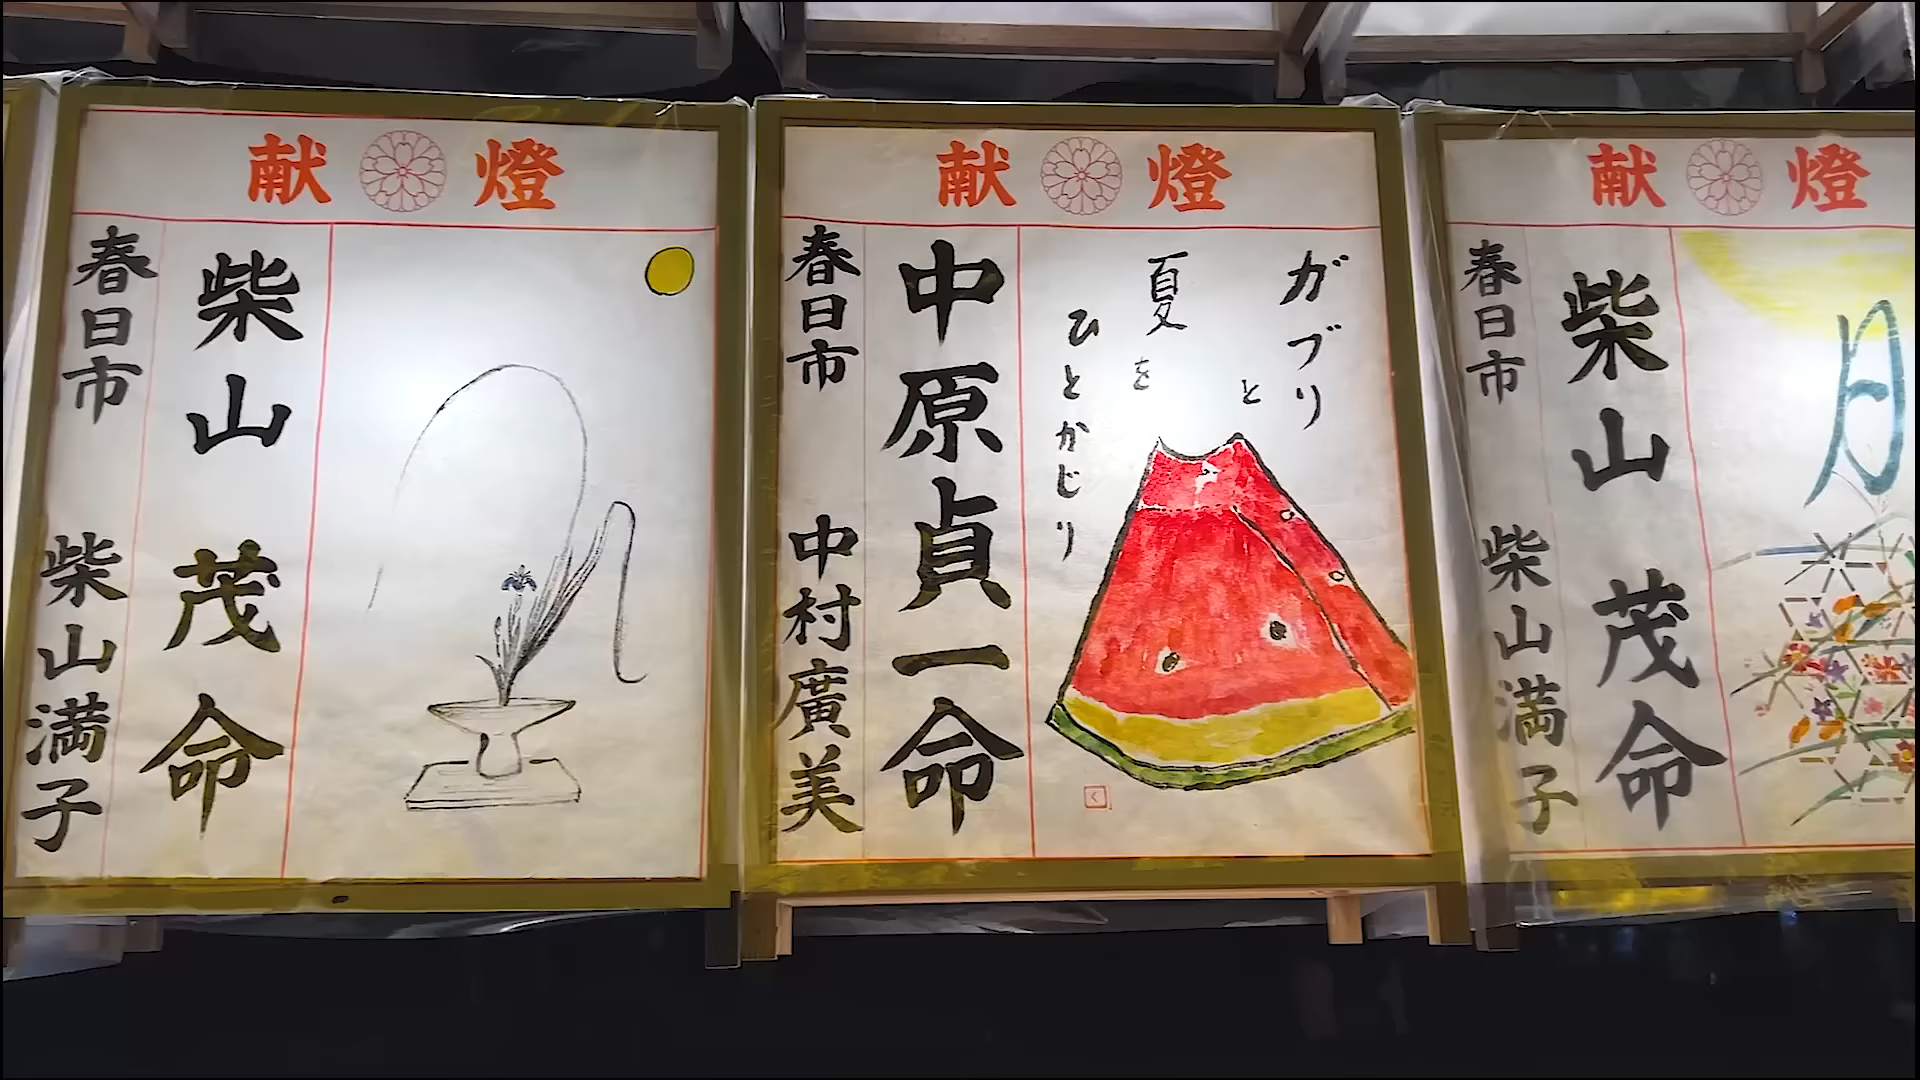 献燈
春日市 柴山満子
柴山茂命
献燈
春日市 中村廣美
中原貞一命
ガブリ
と
夏
を
ひとかじり
く
献燈
春日市 柴山満子
柴山茂命
月